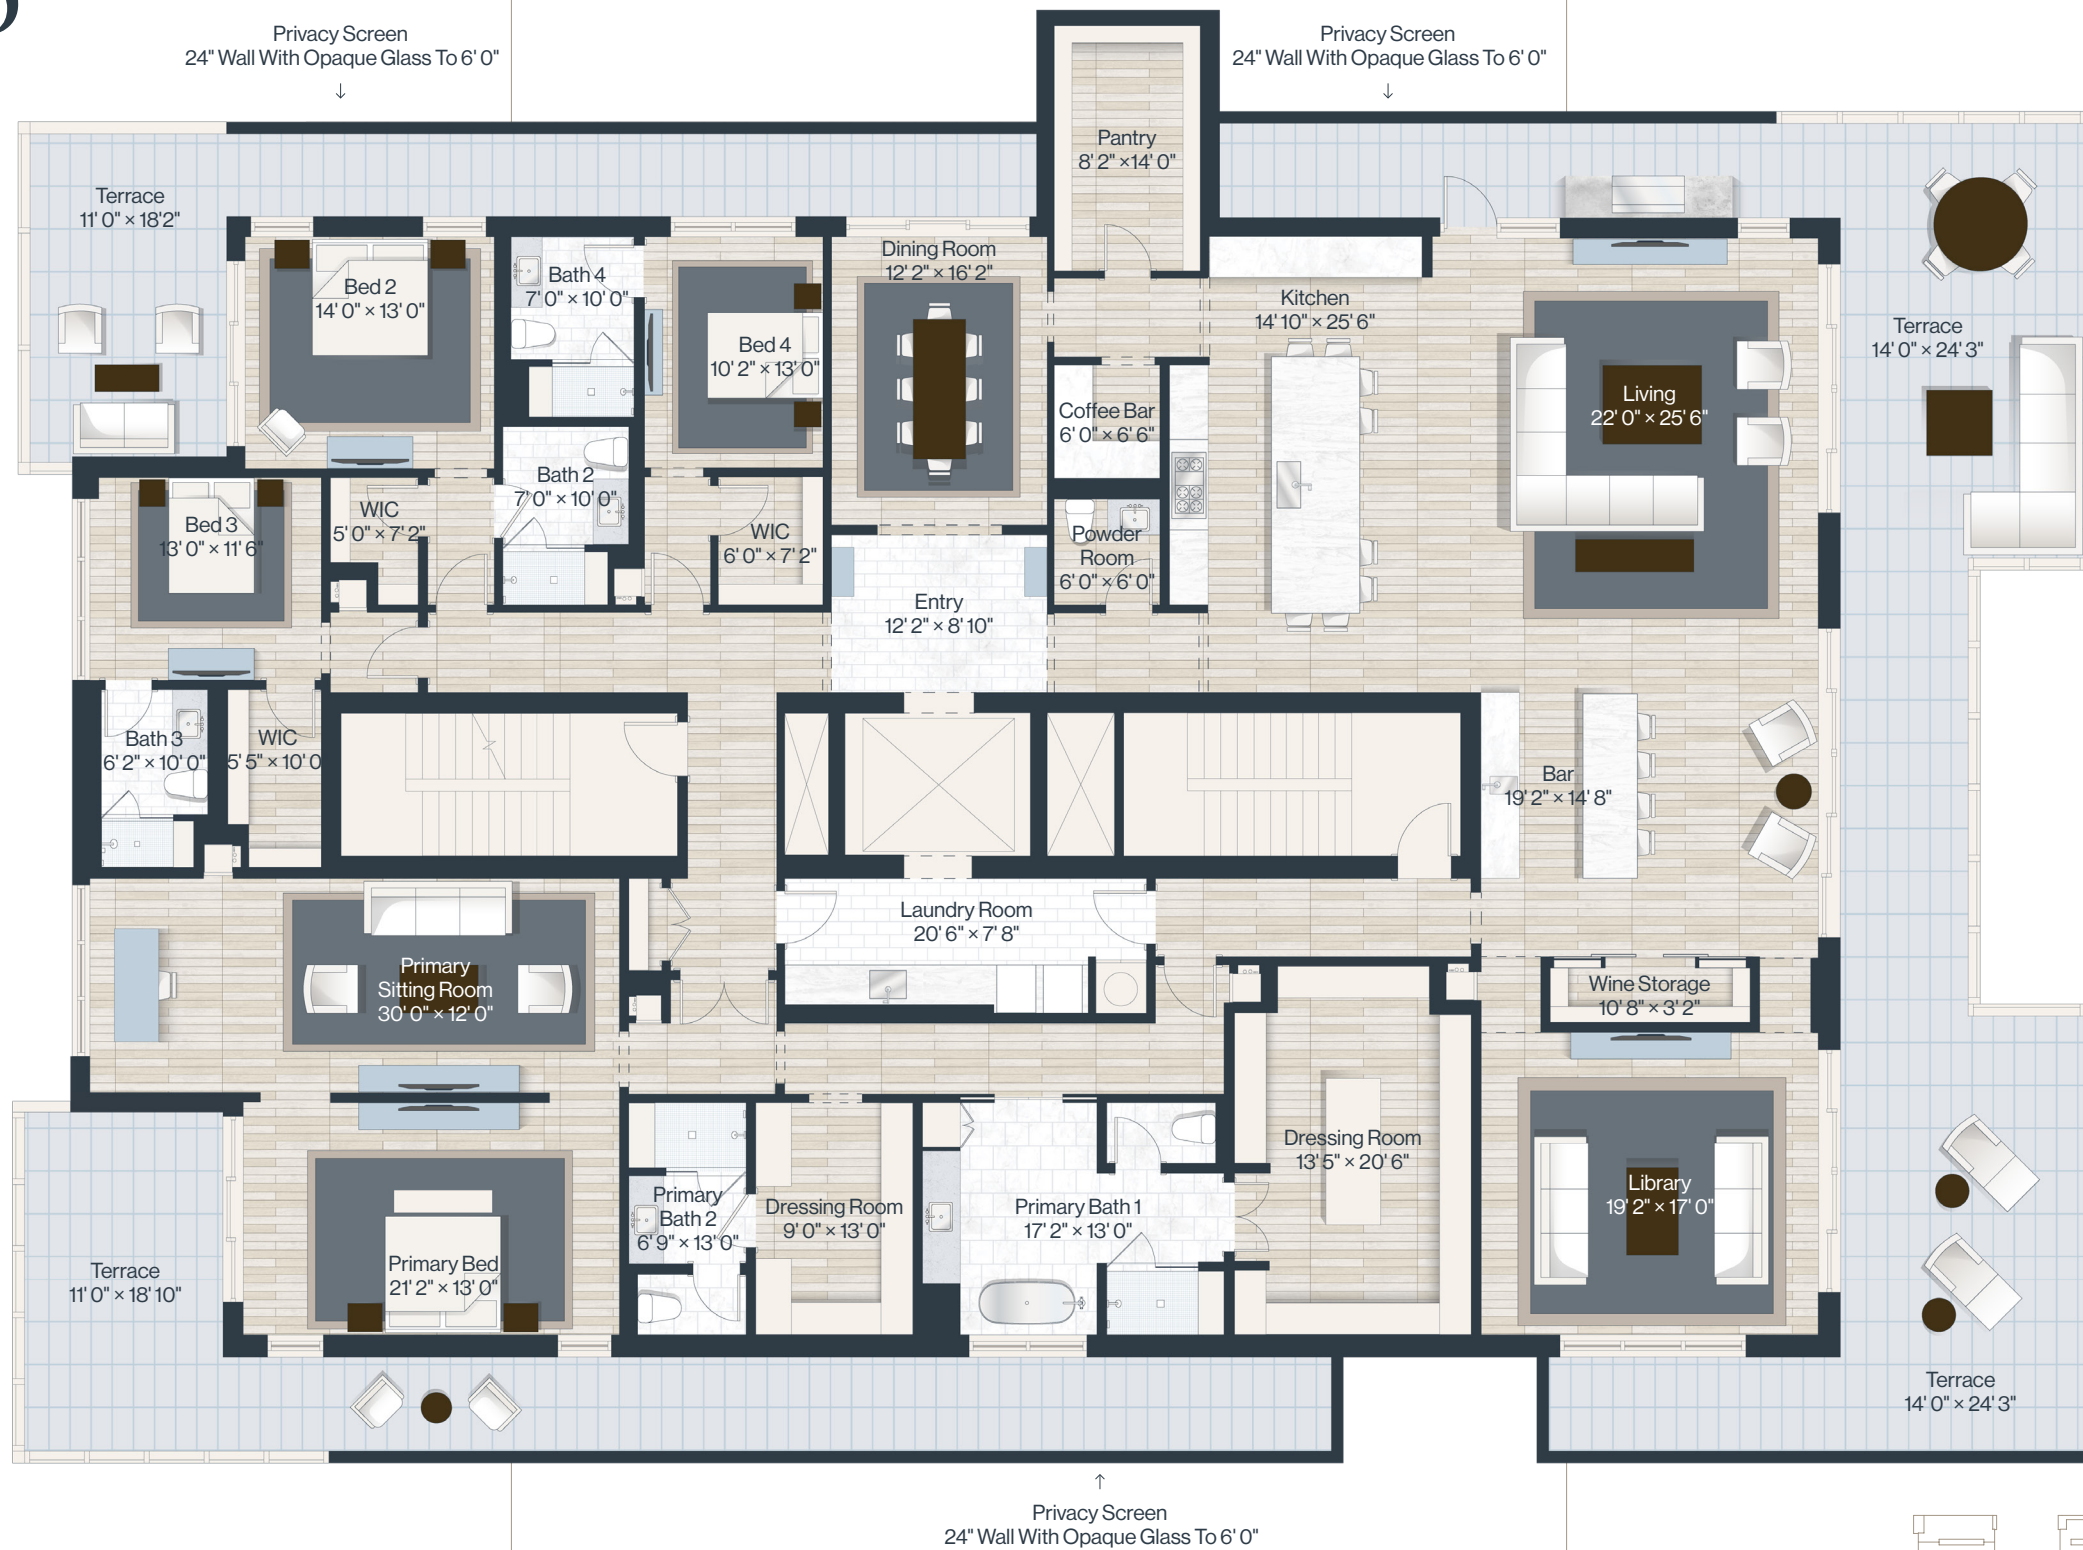 Privacy Screen
24" Wall With Opaque Glass To 6' 0"
↓
Privacy Screen
24" Wall With Opaque Glass To 6' 0"
↓
Pantry
8' 2" × 14' 0"
Terrace
11' 0" × 18'2"
Bed 2
14' 0" × 13' 0"
Bath 4
7' 0" × 10' 0"
Bed 4
10' 2" × 13' 0"
Dining Room
12' 2" × 16' 2"
Kitchen
14' 10" × 25' 6"
Living
22' 0" × 25' 6"
Terrace
14' 0" × 24' 3"
Coffee Bar
6' 0" × 6' 6"
Bath 2
7' 0" × 10' 0"
Bed 3
13' 0" × 11' 6"
WIC
5' 0" × 7' 2"
WIC
6' 0" × 7' 2"
Powder
Room
6' 0" × 6' 0"
Entry
12' 2" × 8' 10"
Bath 3
6' 2" × 10' 0"
WIC
5' 5" × 10' 0
Bar
19' 2" × 14' 8"
Laundry Room
20' 6" × 7' 8"
Primary
Sitting Room
30' 0" × 12' 0"
Wine Storage
10' 8" × 3' 2"
Dressing Room
13' 5" × 20' 6"
Primary
Bath 2
6' 9" × 13' 0"
Dressing Room
9' 0" × 13' 0"
Primary Bath 1
17' 2" × 13' 0"
Library
19' 2" × 17' 0"
Primary Bed
21' 2" × 13' 0"
Terrace
11' 0" × 18' 10"
Terrace
14' 0" × 24' 3"
↑
Privacy Screen
24" Wall With Opaque Glass To 6' 0"